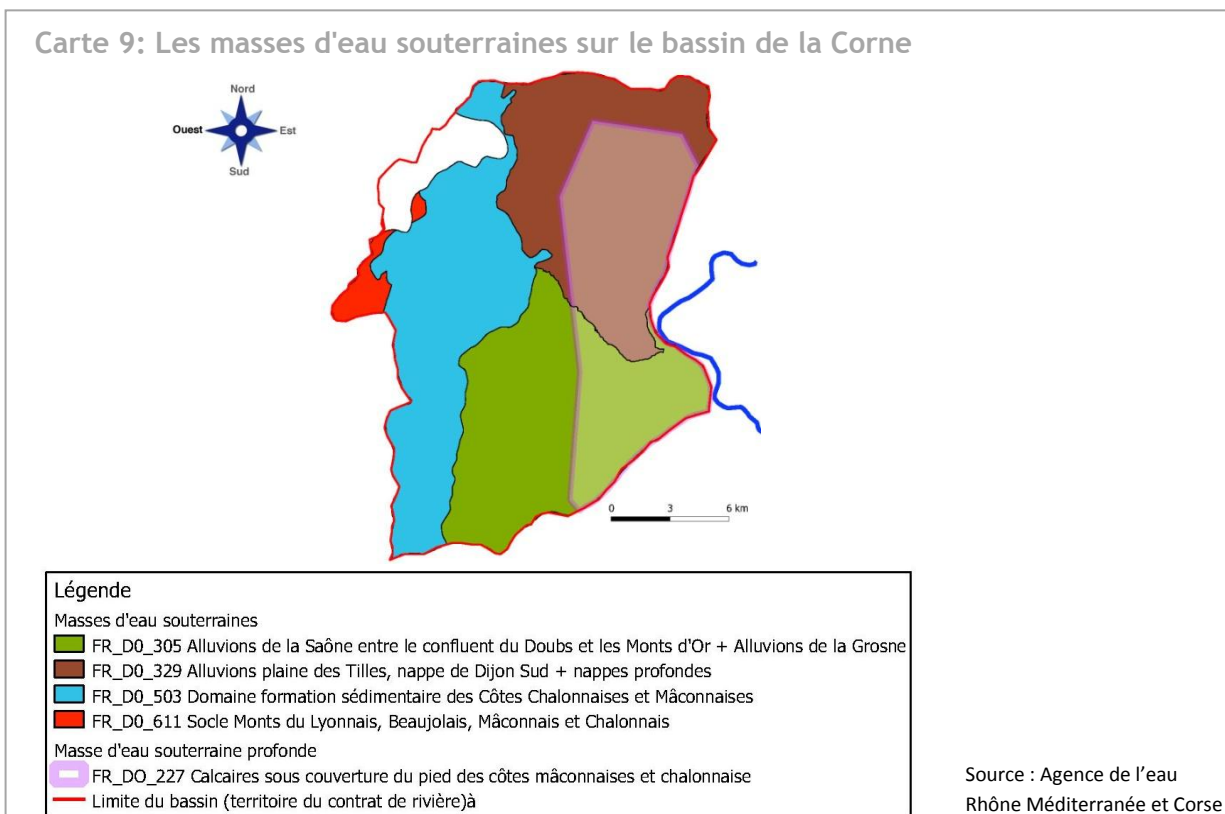 Carte 9: Les masses d'eau souterraines sur le bassin de la Corne
Nord
Ouest
Est
Sud
0 3 6 km
Légende
Masses d'eau souterraines
FR_D0_305 Alluvions de la Saône entre le confluent du Doubs et les Monts d'Or + Alluvions de la Grosne
FR_D0_329 Alluvions plaine des Tilles, nappe de Dijon Sud + nappes profondes
FR_D0_503 Domaine formation sédimentaire des Côtes Chalonnaises et Mâconnaises
FR_D0_611 Socle Monts du Lyonnais, Beaujolais, Mâconnais et Chalonnais
Masse d'eau souterraine profonde
FR_DO_227 Calcaires sous couverture du pied des côtes mâconnaises et chalonnaise
Limite du bassin (territoire du contrat de rivière)à
Source : Agence de l'eau
Rhône Méditerranée et Corse